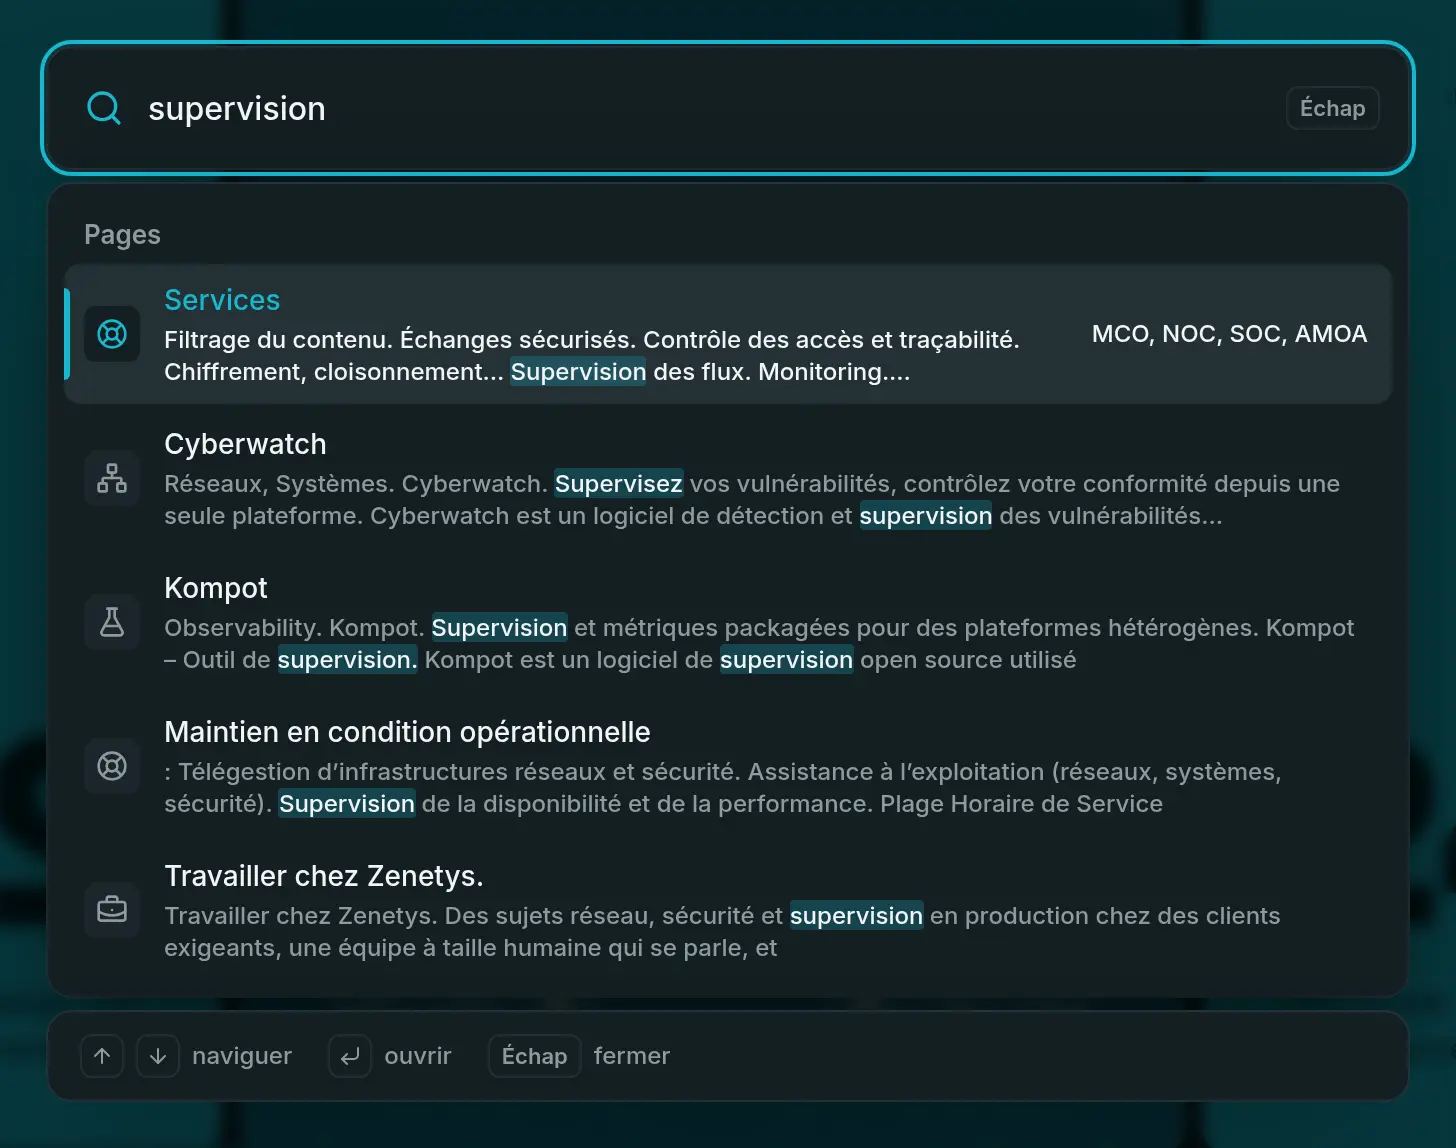 supervision
Échap
Pages
Services
Filtrage du contenu. Échanges sécurisés. Contrôle des accès et traçabilité.
Chiffrement, cloisonnement... Supervision des flux. Monitoring....
MCO, NOC, SOC, AMOA
Cyberwatch
Réseaux, Systèmes. Cyberwatch. Supervisez vos vulnérabilités, contrôlez votre conformité depuis une
seule plateforme. Cyberwatch est un logiciel de détection et supervision des vulnérabilités...
Kompot
Observability. Kompot. Supervision et métriques packagées pour des plateformes hétérogènes. Kompot
– Outil de supervision. Kompot est un logiciel de supervision open source utilisé
Maintien en condition opérationnelle
: Télégestion d’infrastructures réseaux et sécurité. Assistance à l’exploitation (réseaux, systèmes,
sécurité). Supervision de la disponibilité et de la performance. Plage Horaire de Service
Travailler chez Zenetys.
Travailler chez Zenetys. Des sujets réseau, sécurité et supervision en production chez des clients
exigeants, une équipe à taille humaine qui se parle, et
↑ ↓ naviguer ↵ ouvrir Échap fermer